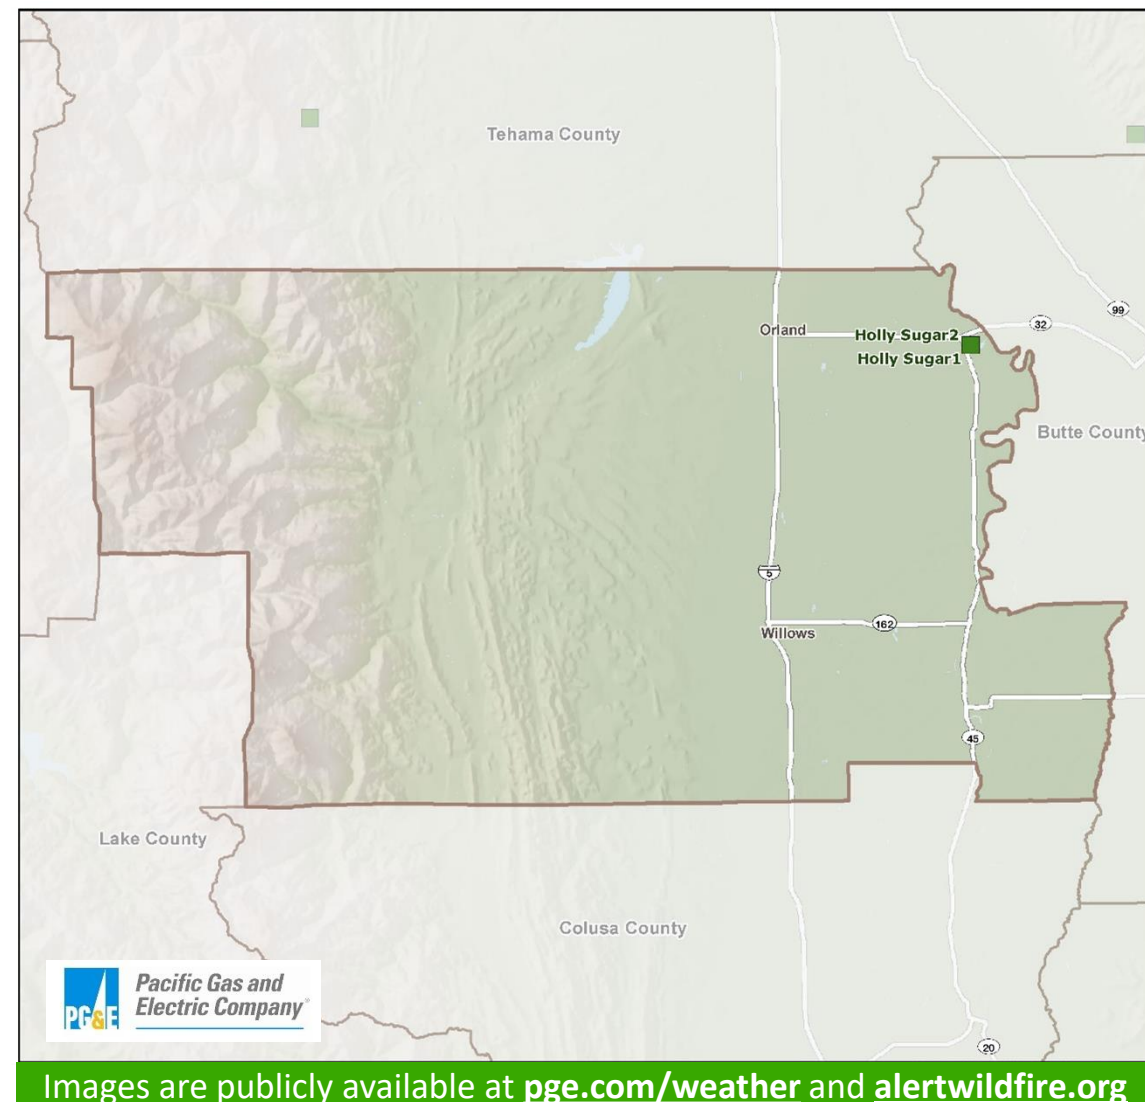 Tehama County
Orland
Holly Sugar2
Holly Sugar1
32
99
Butte County
5
Willows
162
45
Lake County
Colusa County
20
PG&E
Pacific Gas and
Electric Company®
Images are publicly available at pge.com/weather and alertwildfire.org